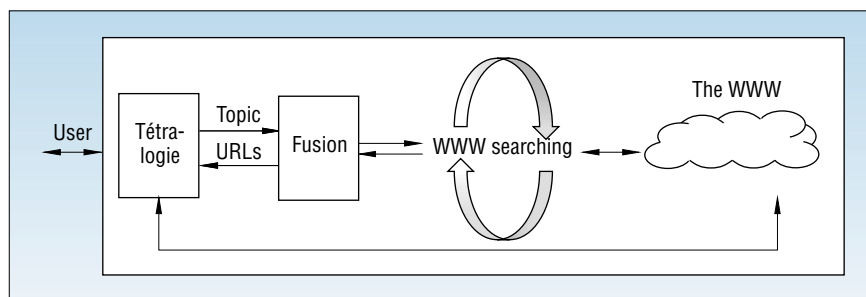 User
Tétra-
logie
Topic
URLs
Fusion
WWW searching
The WWW